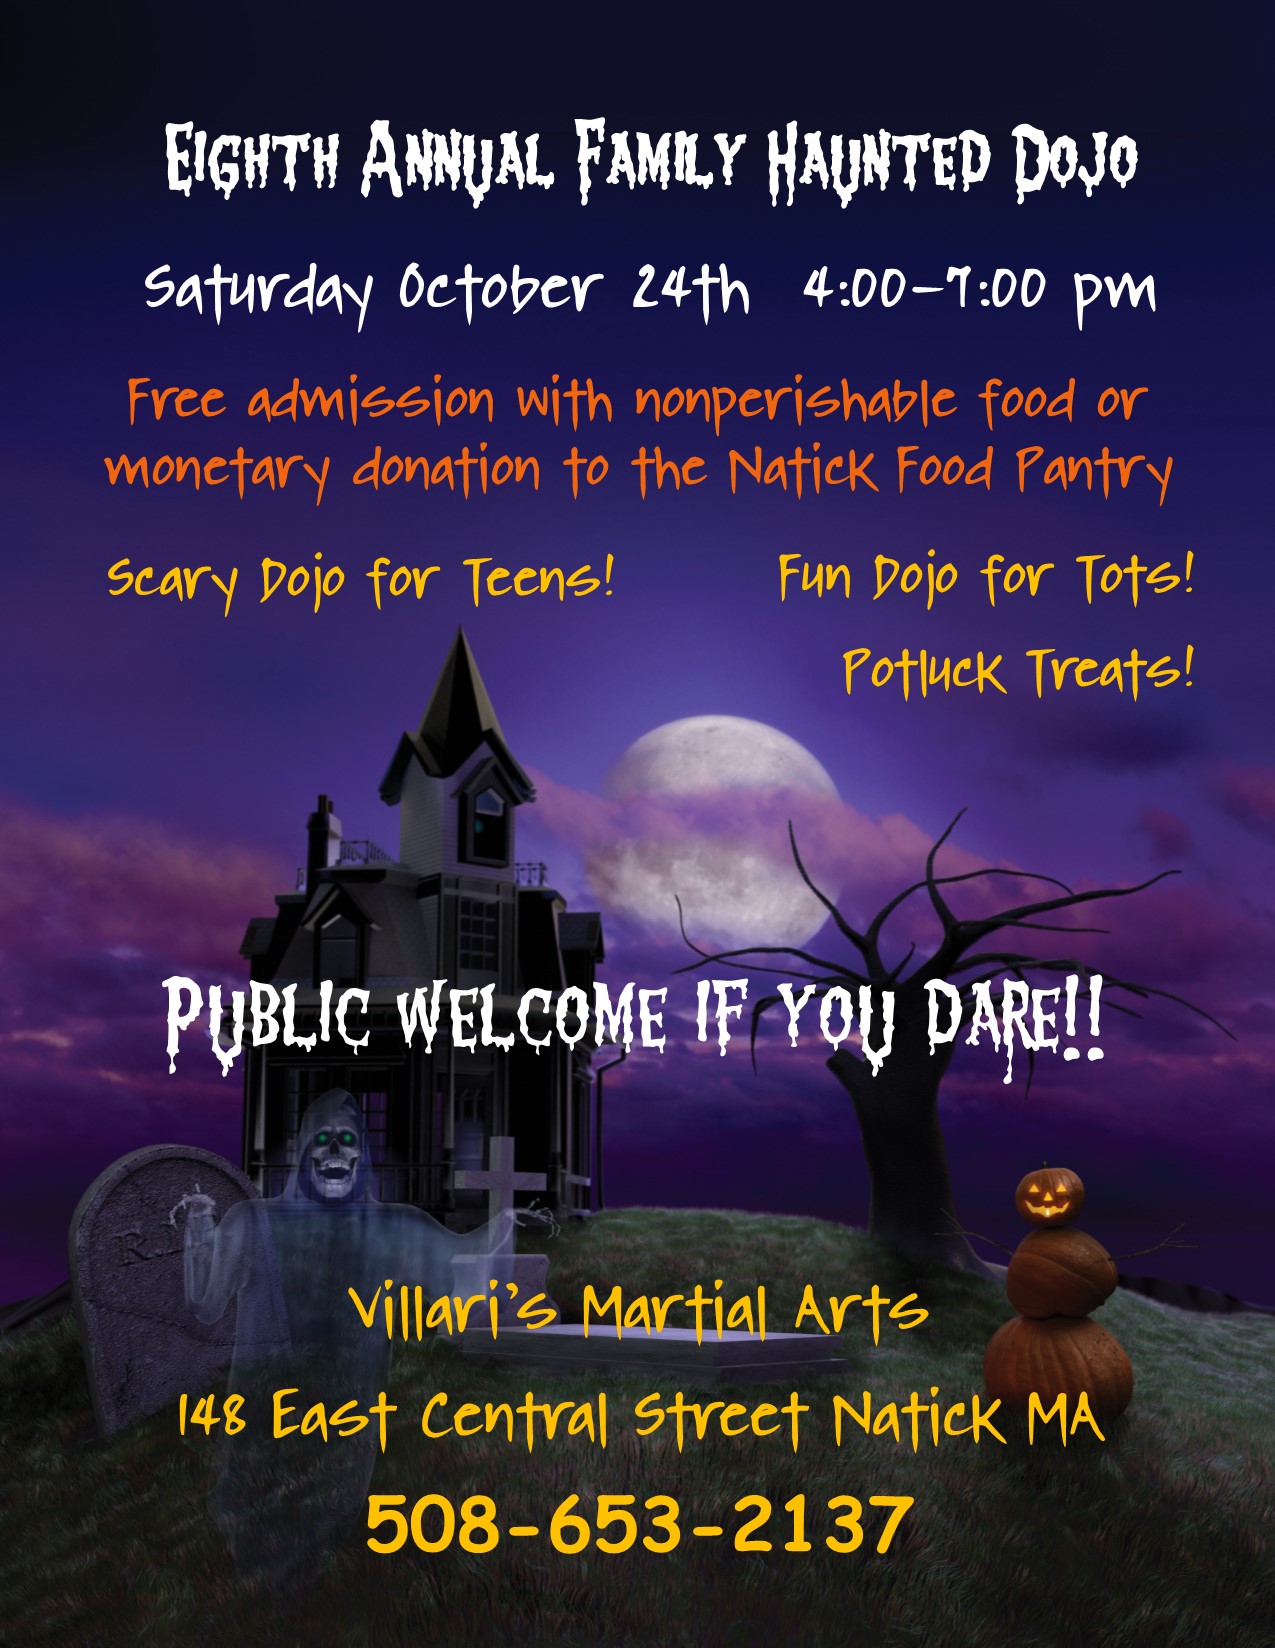 Eighth Annual Family Haunted Dojo
Saturday October 24th 4:00-7:00 pm
Free admission with nonperishable food or
monetary donation to the Natick Food Pantry
Scary Dojo for Teens! Fun Dojo for Tots!
Potluck Treats!
Public welcome if you dare!!
R.I.
Villari's Martial Arts
148 East Central Street Natick MA
508-653-2137